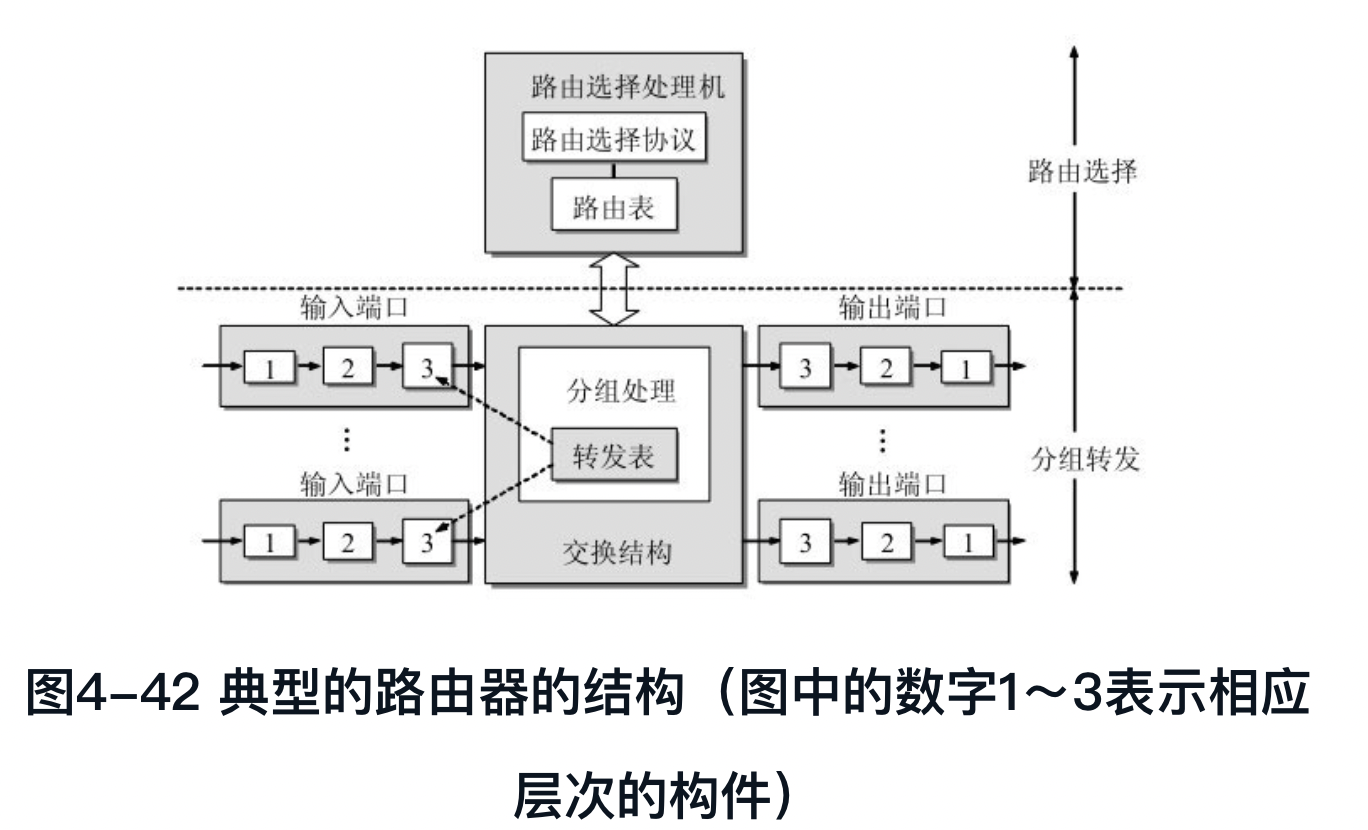 路由选择处理机
路由选择协议
路由表
路由选择
输入端口
输出端口
1
2
3
3
2
1
分组处理
转发表
分组转发
输入端口
输出端口
1
2
3
3
2
1
交换结构
图4-42 典型的路由器的结构（图中的数字1～3表示相应
层次的构件）